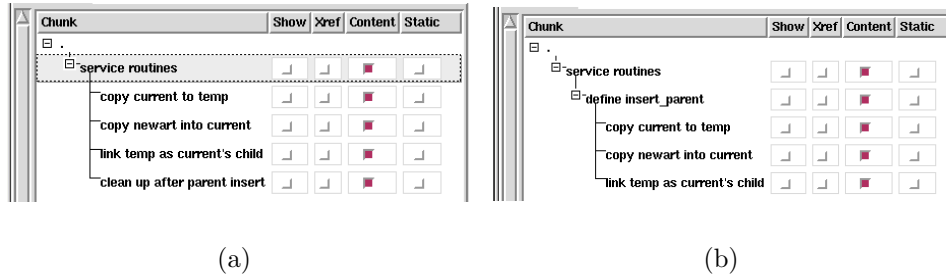 Chunk Show Xref Content Static
.
service routines
copy current to temp
copy newart into current
link temp as current's child
clean up after parent insert
(a)
Chunk Show Xref Content Static
.
service routines
define insert_parent
copy current to temp
copy newart into current
link temp as current's child
(b)